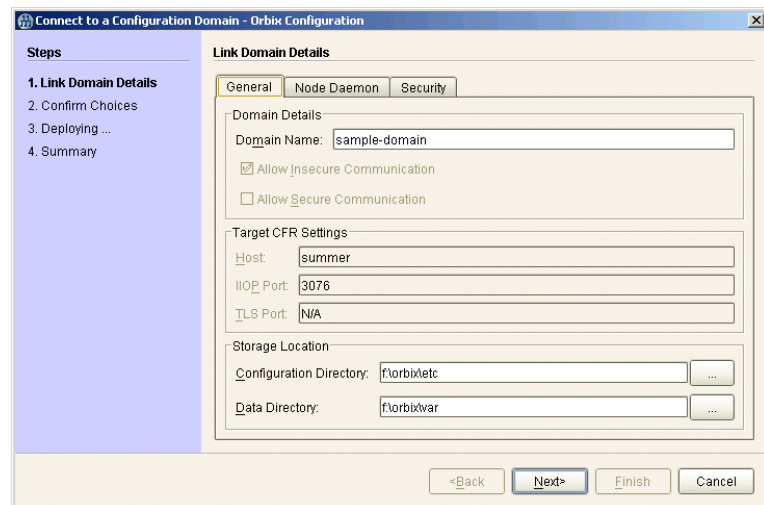 Connect to a Configuration Domain - Orbix Configuration
Steps
1. Link Domain Details
2. Confirm Choices
3. Deploying ...
4. Summary
Link Domain Details
General Node Daemon Security
Domain Details
Domain Name: sample-domain
Allow Insecure Communication
Allow Secure Communication
Target CFR Settings
Host: summer
IIOP Port: 3076
TLS Port: N/A
Storage Location
Configuration Directory: f:\orbix\etc ...
Data Directory: f:\orbix\var ...
<Back Next> Finish Cancel